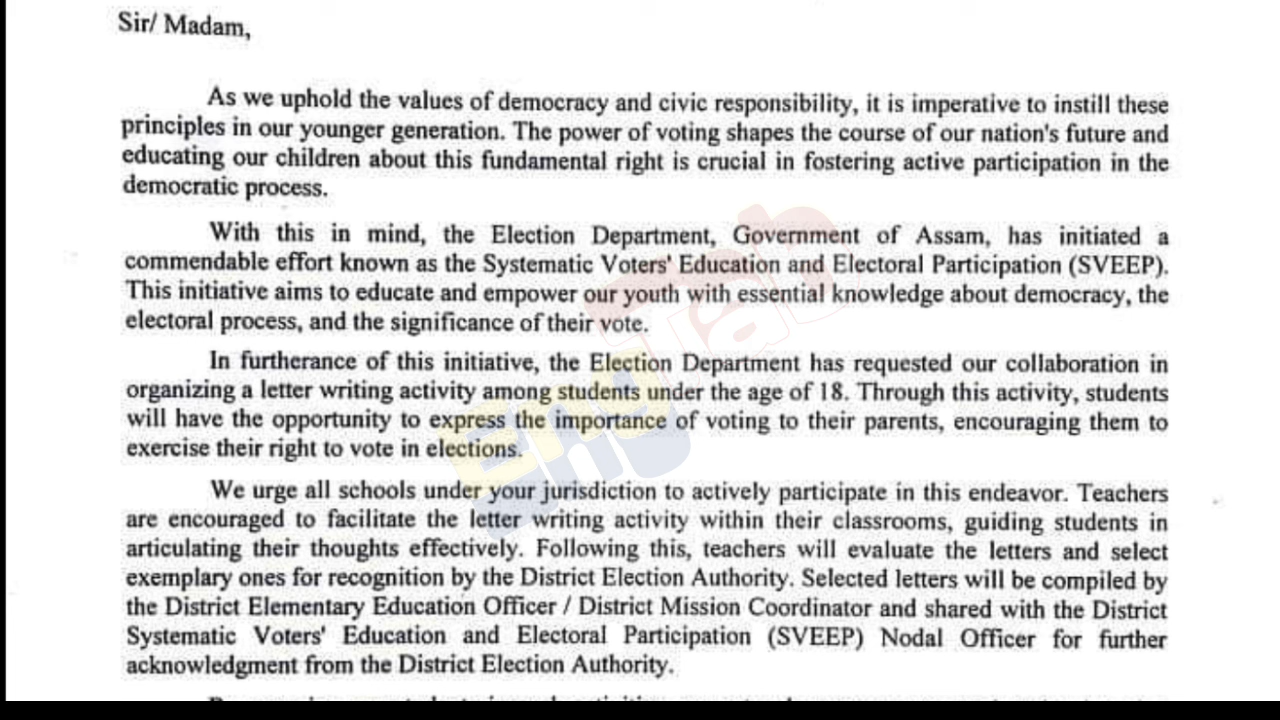 Sir/ Madam,
As we uphold the values of democracy and civic responsibility, it is imperative to instill these
principles in our younger generation. The power of voting shapes the course of our nation's future and
educating our children about this fundamental right is crucial in fostering active participation in the
democratic process.
With this in mind, the Election Department, Government of Assam, has initiated a
commendable effort known as the Systematic Voters' Education and Electoral Participation (SVEEP).
This initiative aims to educate and empower our youth with essential knowledge about democracy, the
electoral process, and the significance of their vote.
In furtherance of this initiative, the Election Department has requested our collaboration in
organizing a letter writing activity among students under the age of 18. Through this activity, students
will have the opportunity to express the importance of voting to their parents, encouraging them to
exercise their right to vote in elections.
We urge all schools under your jurisdiction to actively participate in this endeavor. Teachers
are encouraged to facilitate the letter writing activity within their classrooms, guiding students in
articulating their thoughts effectively. Following this, teachers will evaluate the letters and select
exemplary ones for recognition by the District Election Authority. Selected letters will be compiled by
the District Elementary Education Officer / District Mission Coordinator and shared with the District
Systematic Voters' Education and Electoral Participation (SVEEP) Nodal Officer for further
acknowledgment from the District Election Authority.
EngJab